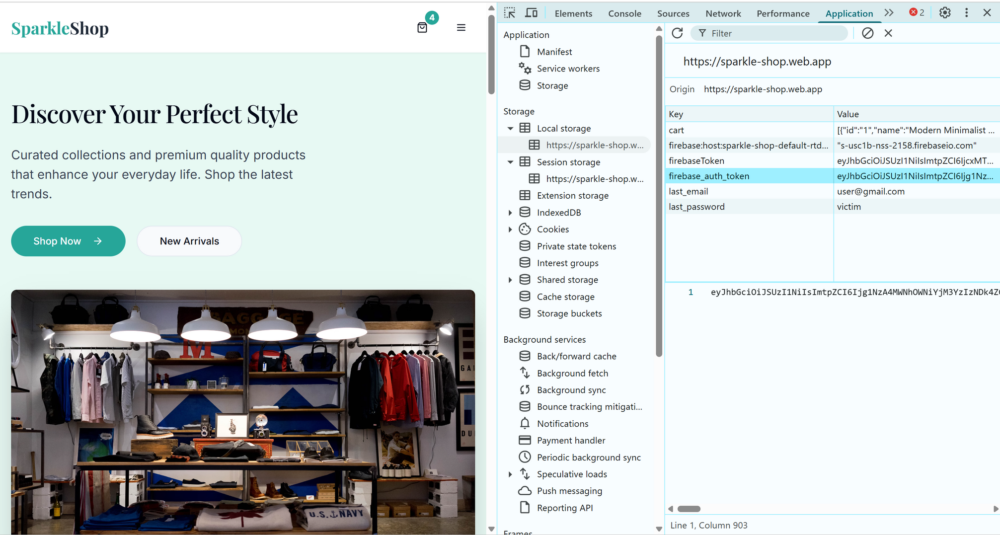 SparkleShop
4
Discover Your Perfect Style
Curated collections and premium quality products
that enhance your everyday life. Shop the latest
trends.
Shop Now
New Arrivals
M
GAI
DU
U.S. NAVY
Elements
Console
Sources
Network
Performance
Application
2
Application
Manifest
Service workers
Storage
Storage
Local storage
https://sparkle-shop.w...
Session storage
https://sparkle-shop.w...
Extension storage
IndexedDB
Cookies
Private state tokens
Interest groups
Shared storage
Cache storage
Storage buckets
Background services
Back/forward cache
Background fetch
Background sync
Bounce tracking mitigati...
Notifications
Payment handler
Periodic background sync
Speculative loads
Push messaging
Reporting API
Frames
Filter
https://sparkle-shop.web.app
Origin https://sparkle-shop.web.app
Key Value
cart [{"id":"1","name":"Modern Minimalist ...
firebase:host:sparkle-shop-default-rtd... "s-usc1b-nss-2158.firebaseio.com"
firebaseToken eyJhbGciOiJSUzI1NiIsImtpZCI6IjcxMT...
firebase_auth_token eyJhbGciOiJSUzI1NiIsImtpZCI6Ijg1Nz...
last_email user@gmail.com
last_password victim
1 eyJhbGciOiJSUzI1NiIsImtpZCI6Ijg1NzA4MWNhOWNiYjM3YzIzNDk4Z
Line 1, Column 903